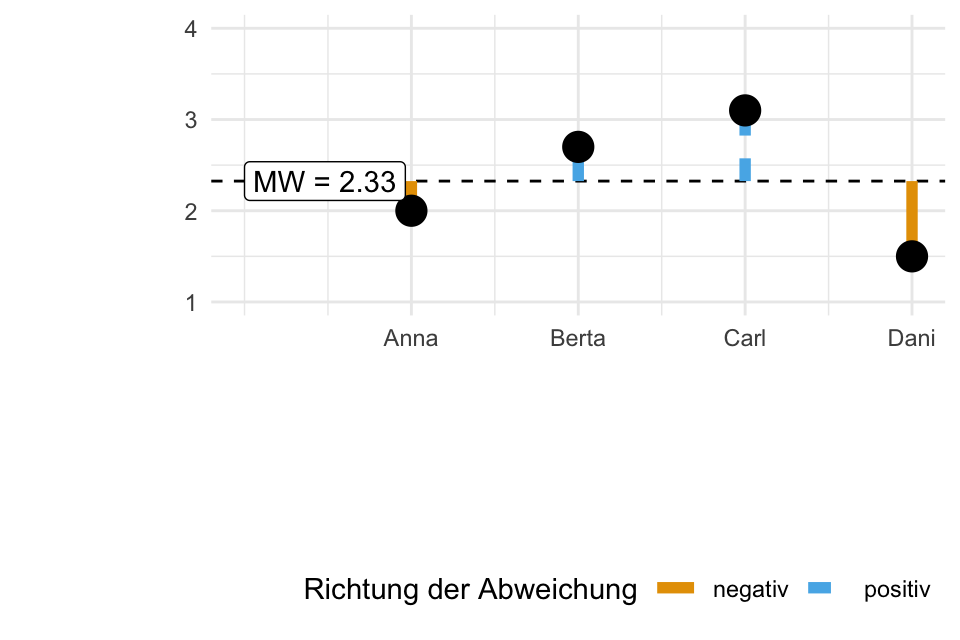 4
3
MW = 2.33
2
1
Anna Berta Carl Dani
Richtung der Abweichung negativ positiv